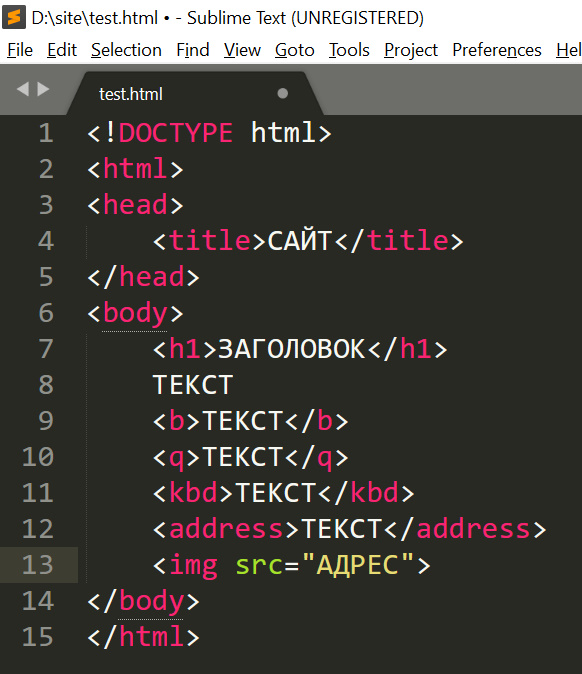 D:\site\test.html • - Sublime Text (UNREGISTERED)
File Edit Selection Find View Goto Tools Project Preferences Hel
test.html
1 <!DOCTYPE html>
2 <html>
3 <head>
4 <title>САЙТ</title>
5 </head>
6 <body>
7 <h1>ЗАГОЛОВОК</h1>
8 ТЕКСТ
9 <b>ТЕКСТ</b>
10 <q>ТЕКСТ</q>
11 <kbd>ТЕКСТ</kbd>
12 <address>ТЕКСТ</address>
13 <img src="АДРЕС">
14 </body>
15 </html>